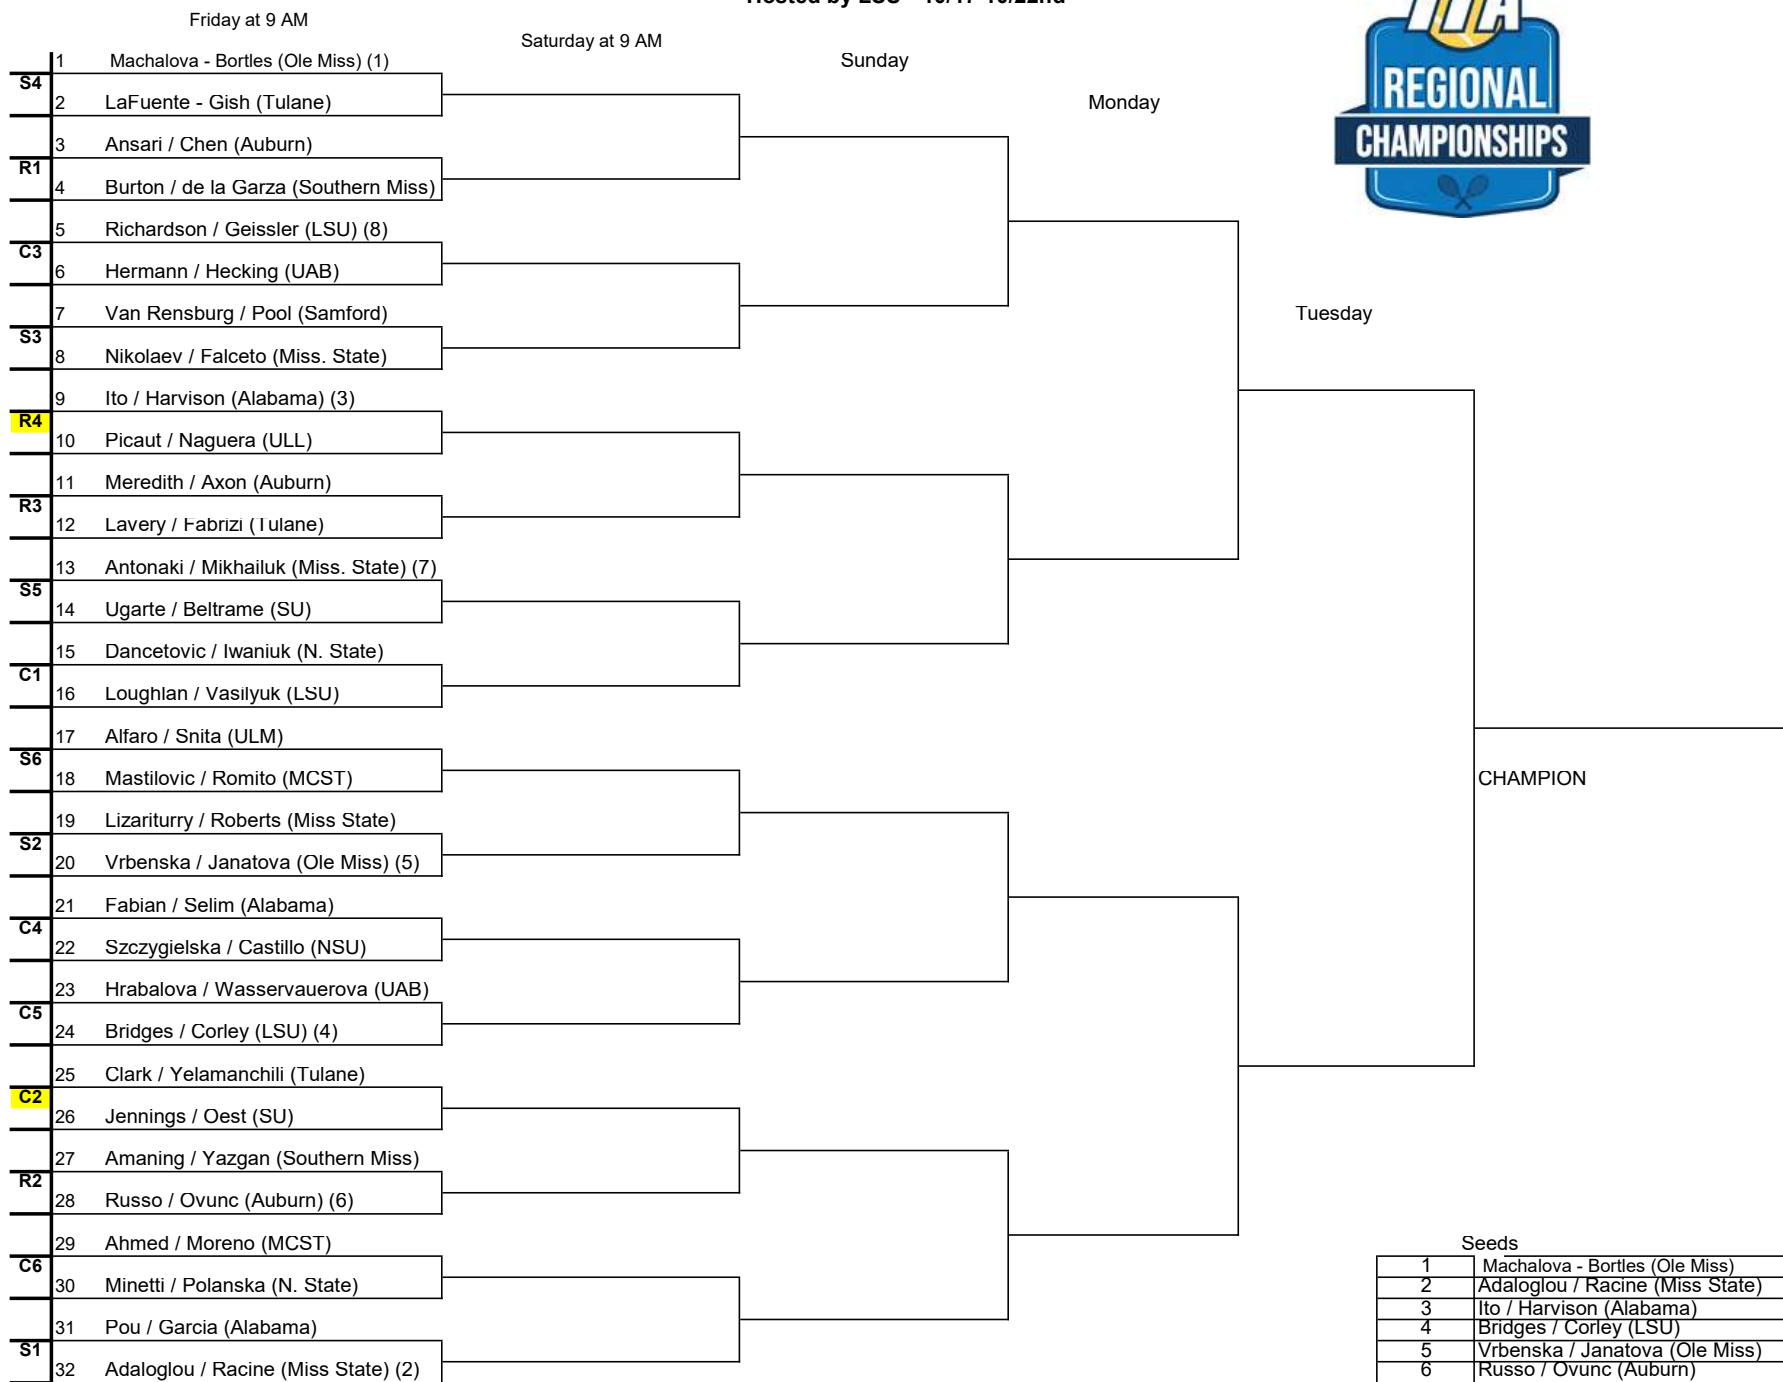 Hosted by LSU - 10/17-10/22nd
Friday at 9 AM
Saturday at 9 AM
Sunday
Monday
Tuesday
ITA
REGIONAL
CHAMPIONSHIPS
1 Machalova - Bortles (Ole Miss) (1)
S4
2 LaFuente - Gish (Tulane)
3 Ansari / Chen (Auburn)
R1
4 Burton / de la Garza (Southern Miss)
5 Richardson / Geissler (LSU) (8)
C3
6 Hermann / Hecking (UAB)
7 Van Rensburg / Pool (Samford)
S3
8 Nikolaev / Falceto (Miss. State)
9 Ito / Harvison (Alabama) (3)
R4
10 Picaut / Naguera (ULL)
11 Meredith / Axon (Auburn)
R3
12 Lavery / Fabrizi (Tulane)
13 Antonaki / Mikhailuk (Miss. State) (7)
S5
14 Ugarte / Beltrame (SU)
15 Dancetovic / Iwaniuk (N. State)
C1
16 Loughlan / Vasilyuk (LSU)
17 Alfaro / Snita (ULM)
S6
18 Mastilovic / Romito (MCST)
19 Lizariturry / Roberts (Miss State)
S2
20 Vrbenska / Janatova (Ole Miss) (5)
21 Fabian / Selim (Alabama)
C4
22 Szczygielska / Castillo (NSU)
23 Hrabalova / Wasservauerova (UAB)
C5
24 Bridges / Corley (LSU) (4)
25 Clark / Yelamanchili (Tulane)
C2
26 Jennings / Oest (SU)
27 Amaning / Yazgan (Southern Miss)
R2
28 Russo / Ovunc (Auburn) (6)
29 Ahmed / Moreno (MCST)
C6
30 Minetti / Polanska (N. State)
31 Pou / Garcia (Alabama)
S1
32 Adaloglou / Racine (Miss State) (2)
CHAMPION
Seeds
1 Machalova - Bortles (Ole Miss)
2 Adaloglou / Racine (Miss State)
3 Ito / Harvison (Alabama)
4 Bridges / Corley (LSU)
5 Vrbenska / Janatova (Ole Miss)
6 Russo / Ovunc (Auburn)